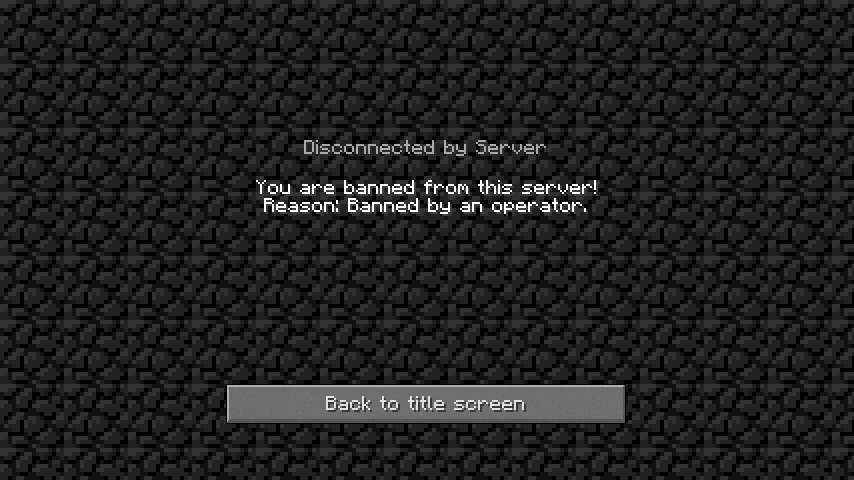 Disconnected by Server
You are banned from this server!
Reason: Banned by an operator.
Back to title screen